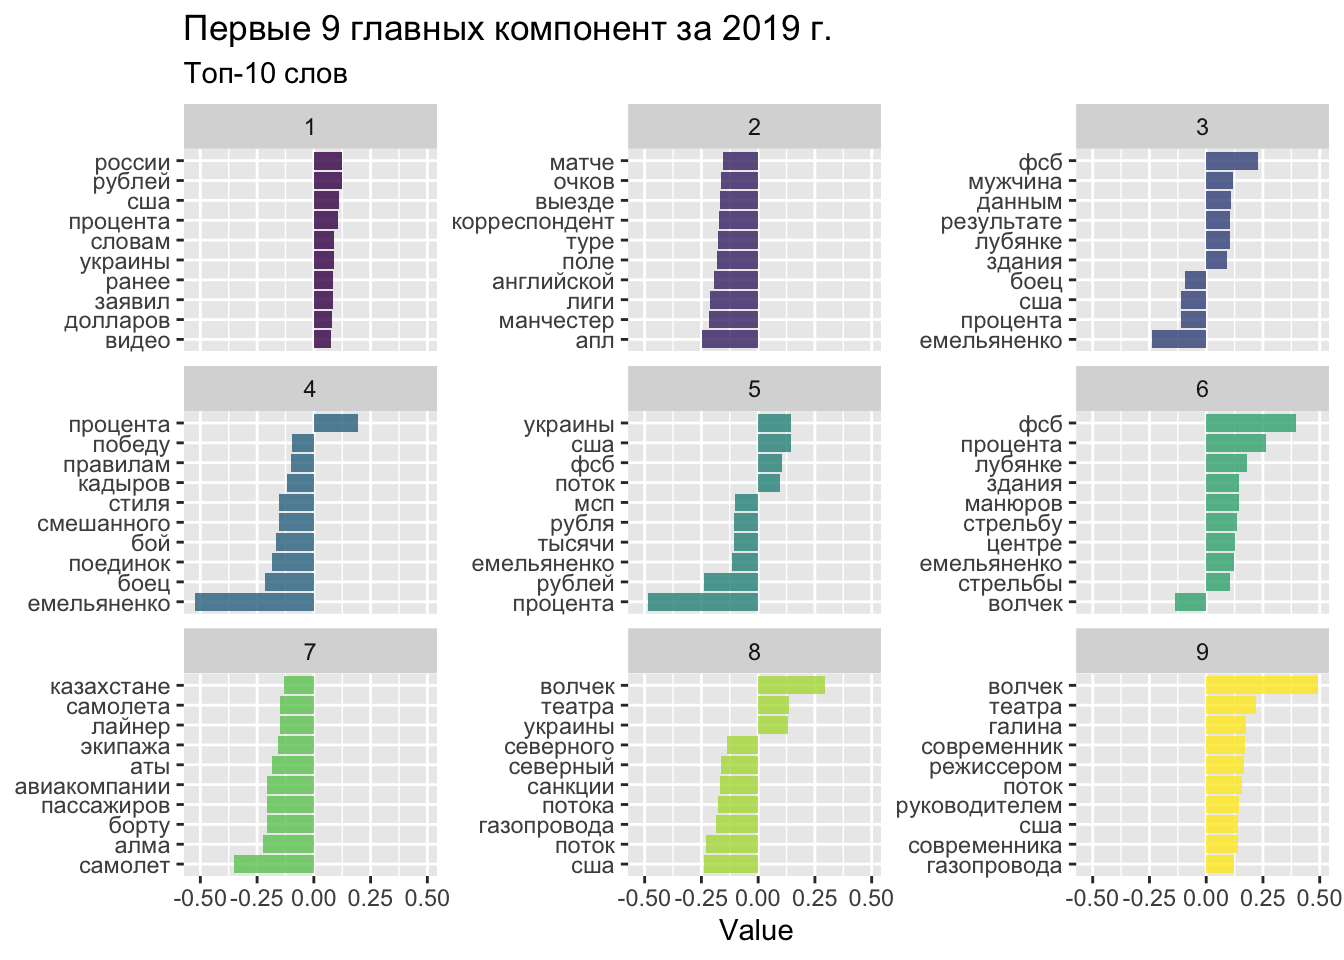 Первые 9 главных компонент за 2019 г.
Топ-10 слов
1
россии
рублей
сша
процента
словам
украины
ранее
заявил
долларов
видео
2
матче
очков
выезде
корреспондент
туре
поле
английской
лиги
манчестер
апл
3
фсб
мужчина
данным
результате
лубянке
здания
боец
сша
процента
емельяненко
4
процента
победу
правилам
кадыров
стиля
смешанного
бой
поединок
боец
емельяненко
5
украины
сша
фсб
поток
мсп
рубля
тысячи
емельяненко
рублей
процента
6
фсб
процента
лубянке
здания
манюров
стрельбу
центре
емельяненко
стрельбы
волчек
7
казахстане
самолета
лайнер
экипажа
аты
авиакомпании
пассажиров
борту
алма
самолет
-0.50 -0.25 0.00 0.25 0.50
8
волчек
театра
украины
северного
северный
санкции
потока
газопровода
поток
сша
-0.50 -0.25 0.00 0.25 0.50
9
волчек
театра
галина
современник
режиссером
поток
руководителем
сша
современника
газопровода
-0.50 -0.25 0.00 0.25 0.50
Value